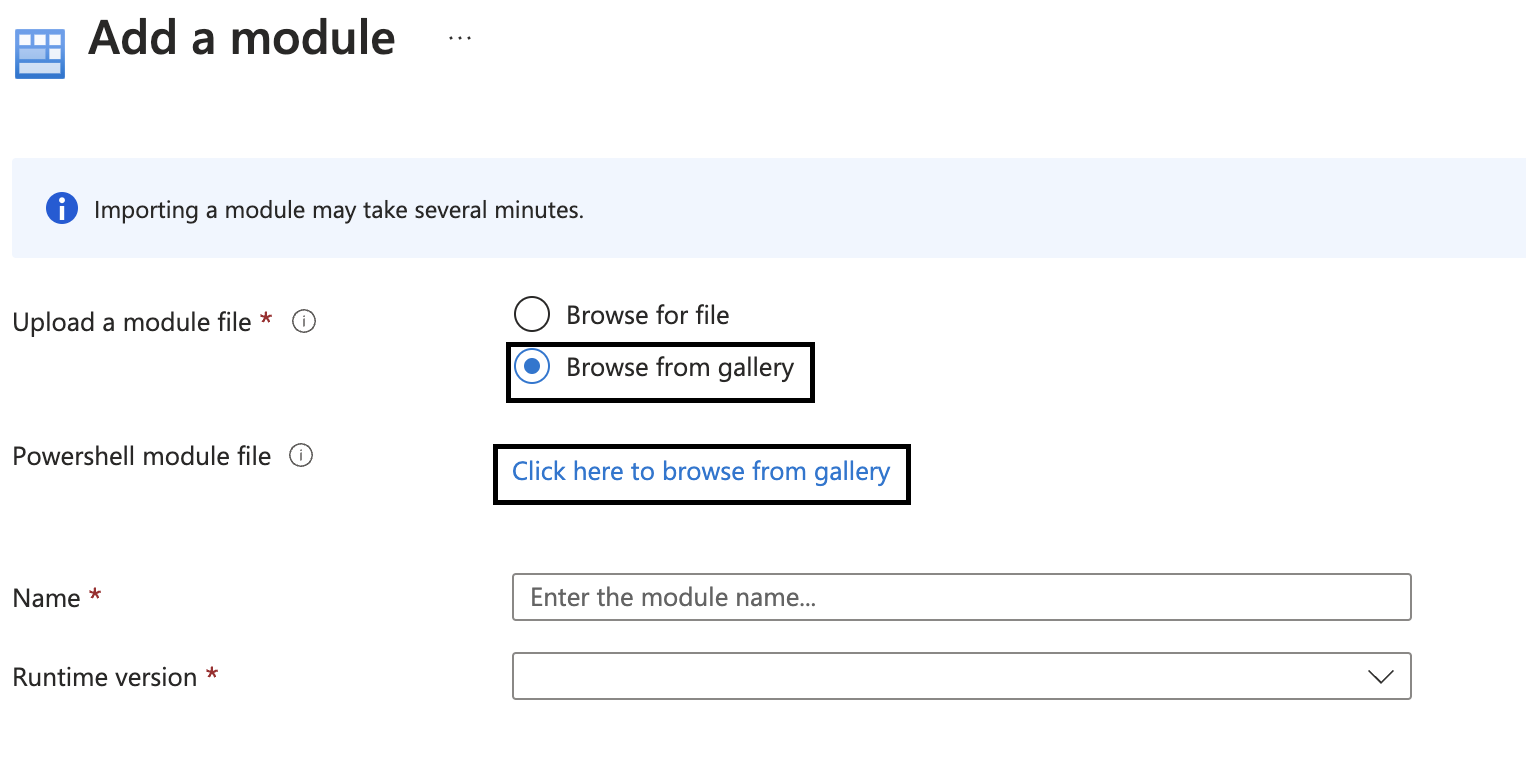 Add a module ...
Importing a module may take several minutes.
Upload a module file *
Browse for file
Browse from gallery
Powershell module file
Click here to browse from gallery
Name *
Enter the module name...
Runtime version *